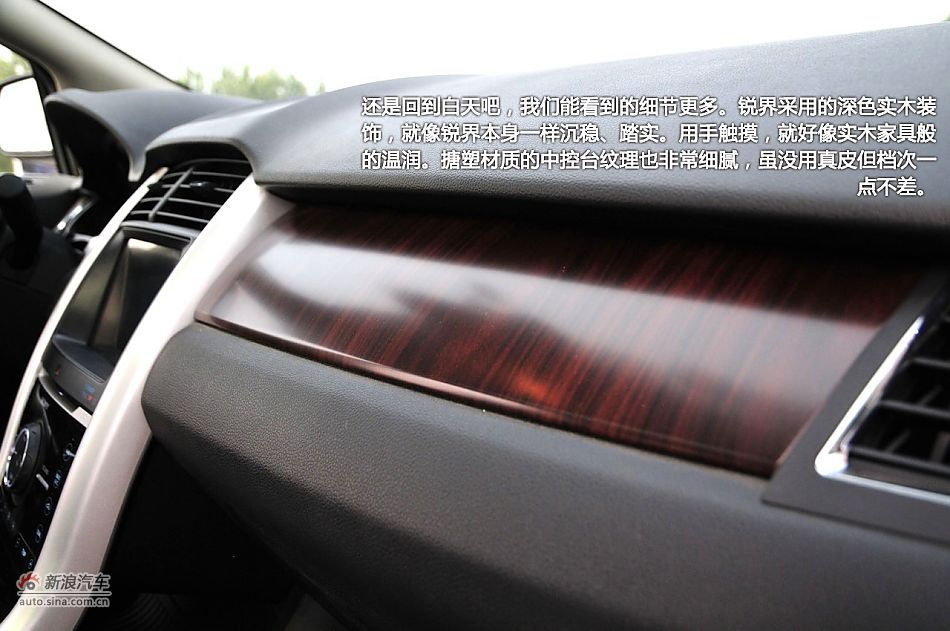 还是回到白天吧，我们能看到的细节更多。锐界采用的深色实木装
饰，就像锐界本身一样沉稳、踏实。用手触摸，就好像实木家具般
的温润。搪塑材质的中控台纹理也非常细腻，虽没用真皮但档次一
点不差。
新浪汽车
auto.sina.com.cn